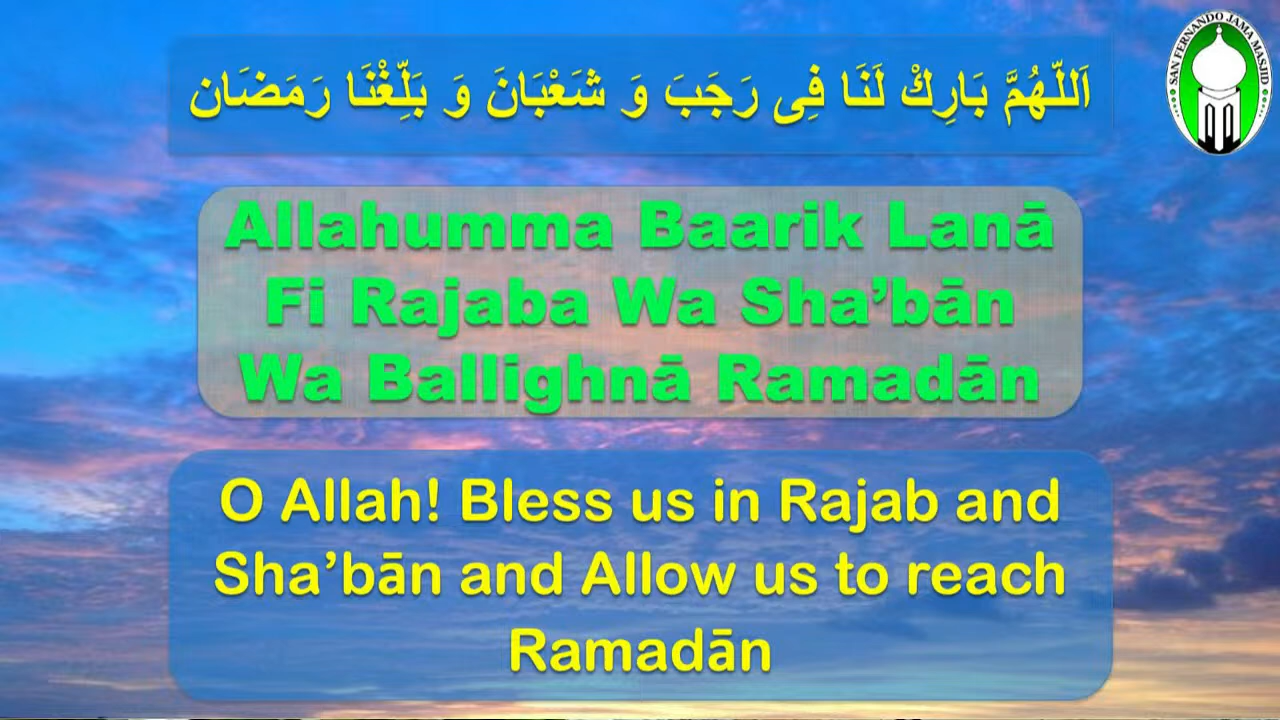 اَللّٰهُمَّ بَارِكْ لَنَا فِى رَجَبَ وَ شَعْبَانَ وَ بَلِّغْنَا رَمَضَان
SAN FERNANDO JAMA MASJID
Allahumma Baarik Lanā
Fi Rajaba Wa Sha’bān
Wa Ballighnā Ramadān
O Allah! Bless us in Rajab and
Sha’bān and Allow us to reach
Ramadān